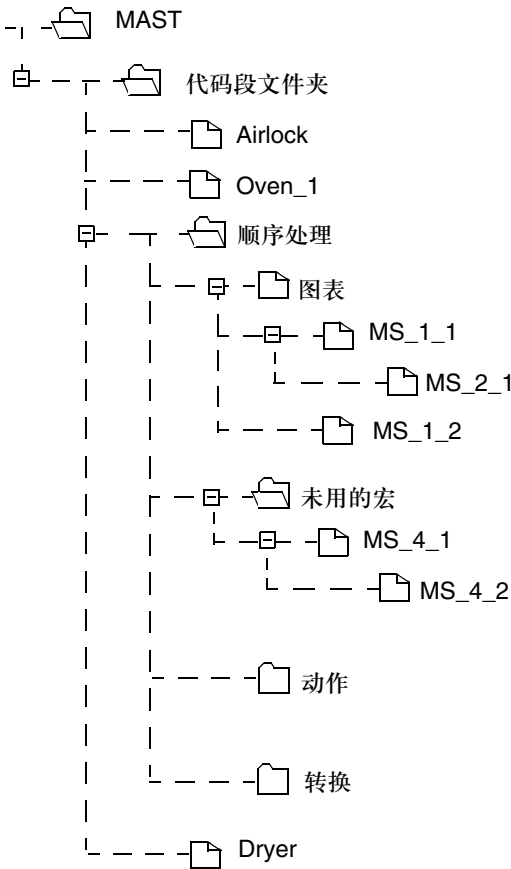 MAST
代码段文件夹
Airlock
Oven_1
顺序处理
图表
MS_1_1
MS_2_1
MS_1_2
未用的宏
MS_4_1
MS_4_2
动作
转换
Dryer